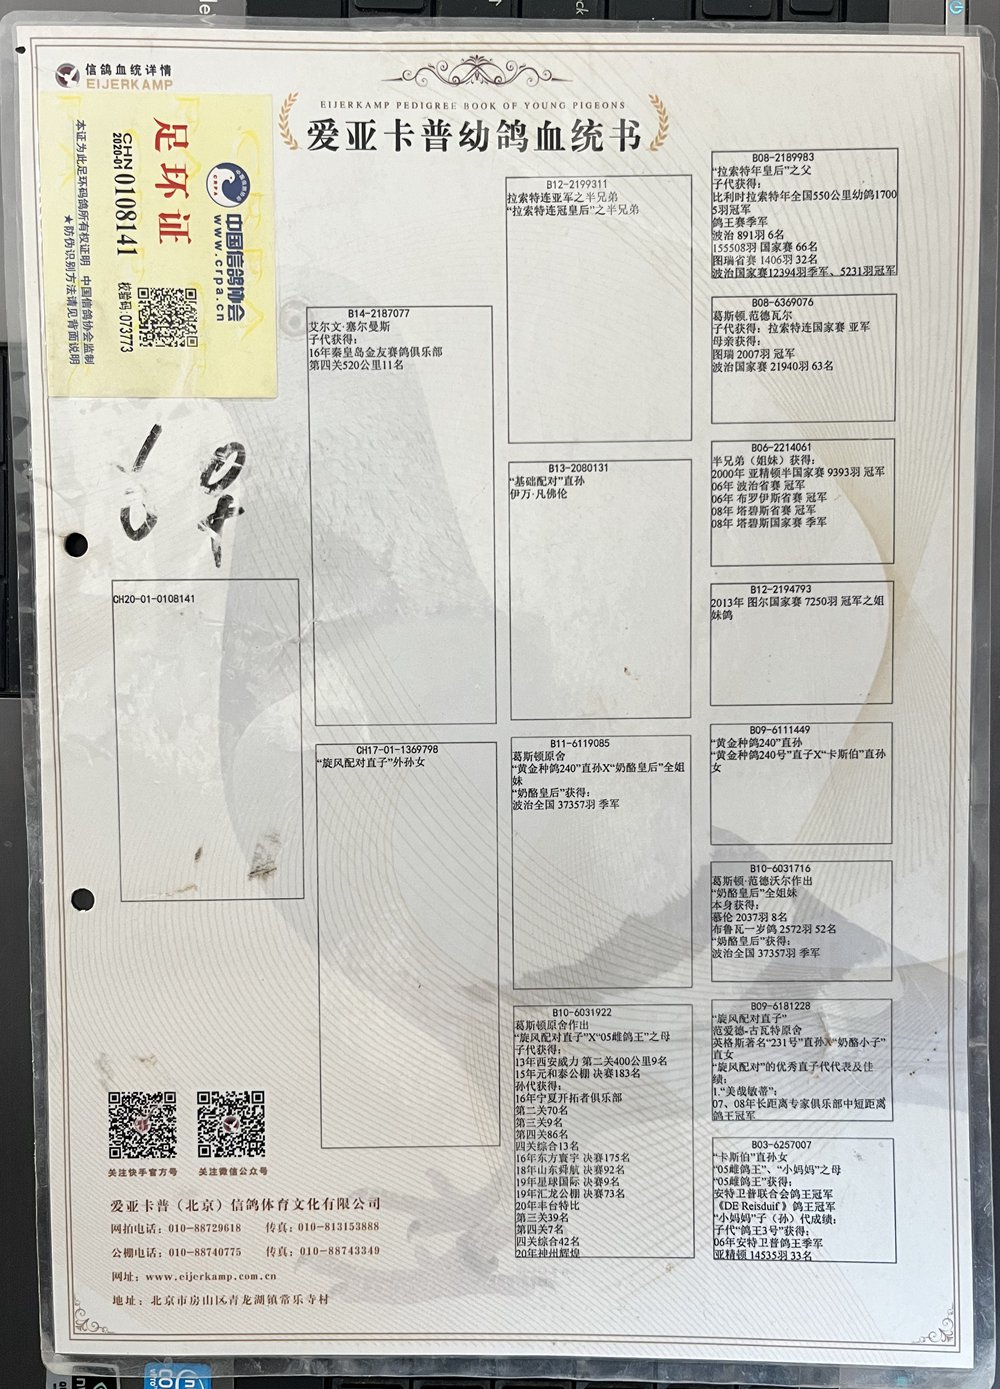 信鸽血统详情
EIJERKAMP
EIJERKAMP PEDIGREE BOOK OF YOUNG PIGEONS
爱亚卡普幼鸽血统书
中国信鸽协会
www.crpa.cn
足环证
CHN
2020-01
0108141
校验码:073773
本证为此足环码鸽所有权证明 中国信鸽协会监制
★防伪识别方法请见背面说明
CH20-01-0108141
B14-2187077
艾尔文·塞尔曼斯
子代获得:
16年秦皇岛金友赛鸽俱乐部
第四关520公里11名
CH17-01-1369798
“旋风配对直子”外孙女
B12-2199311
拉索特连亚军之半兄弟
“拉索特连冠皇后”之半兄弟
B13-2080131
“基础配对”直孙
伊万·凡佛伦
B11-6119085
葛斯顿原舍
“黄金种鸽240”直孙X“奶酪皇后”全姐
妹
“奶酪皇后”获得:
波治全国 37357羽 季军
B10-6031922
葛斯顿原舍作出
“旋风配对直子”X“05雌鸽王”之母
子代获得:
13年西安威力 第二关400公里9名
15年元和泰公棚 决赛183名
孙代获得:
16年宁夏开拓者俱乐部
第二关70名
第三关9名
第四关86名
四关综合13名
16年东方寰宇 决赛175名
18年山东舜航 决赛92名
19年星球国际 决赛9名
19年汇龙公棚 决赛73名
20年丰台特比
第三关39名
第四关7名
四关综合42名
20年神州辉煌
B08-2189983
“拉索特年皇后”之父
子代获得:
比利时拉索特年全国550公里幼鸽1700
5羽冠军
鸽王赛季军
波治 891羽 6名
155508羽 国家赛 66名
图瑞省赛 1406羽 32名
波治国家赛12394羽季军、5231羽冠军
B08-6369076
葛斯顿.范德瓦尔
子代获得: 拉索特连国家赛 亚军
母亲获得:
图瑞 2007羽 冠军
波治国家赛 21940羽 63名
B06-2214061
半兄弟（姐妹）获得:
2000年 亚精顿半国家赛 9393羽 冠军
06年 波治省赛 冠军
06年 布罗伊斯省赛 冠军
08年 塔碧斯省赛 冠军
08年 塔碧斯国家赛 季军
B12-2194793
2013年 图尔国家赛 7250羽 冠军之姐
妹鸽
B09-6111449
“黄金种鸽240”直孙
“黄金种鸽240号”直子X“卡斯伯”直孙
女
B10-6031716
葛斯顿·范德沃尔作出
“奶酪皇后”全姐妹
本身获得:
慕伦 2037羽 8名
布鲁瓦一岁鸽 2572羽 52名
“奶酪皇后”获得:
波治全国 37357羽 季军
B09-6181228
“旋风配对直子”
范爱德-古瓦特原舍
英格斯著名“231号”直孙X“奶酪小子”
直女
“旋风配对”的优秀直子代代表及佳
绩:
1.“美哉敏蒂”:
07、08年长距离专家俱乐部中短距离
鸽王冠军
B03-6257007
“卡斯伯”直孙女
“05雌鸽王”、“小妈妈”之母
“05雌鸽王”获得:
安特卫普联合会鸽王冠军
《DE Reisduif》鸽王冠军
“小妈妈”子（孙）代成绩:
子代“鸽王3号”获得:
06年安特卫普鸽王季军
亚精顿 14535羽 33名
关注快手官方号
关注微信公众号
爱亚卡普（北京）信鸽体育文化有限公司
网拍电话: 010-88729618 传真: 010-813153888
公棚电话: 010-88740775 传真: 010-88743349
网址: www.eijerkamp.com.cn
地址: 北京市房山区青龙湖镇常乐寺村